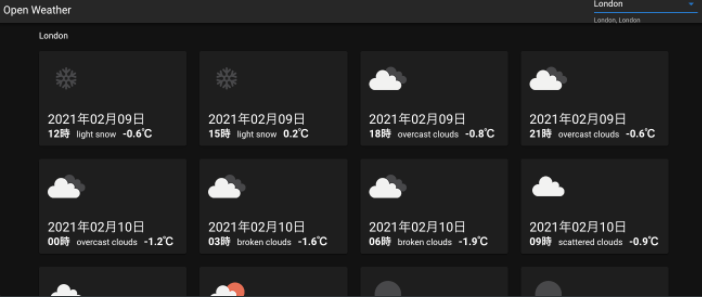 Open Weather
London
London, London
London
2021年02月09日
12時 light snow -0.6℃
2021年02月09日
15時 light snow 0.2℃
2021年02月09日
18時 overcast clouds -0.8℃
2021年02月09日
21時 overcast clouds -0.6℃
2021年02月10日
00時 overcast clouds -1.2℃
2021年02月10日
03時 broken clouds -1.6℃
2021年02月10日
06時 broken clouds -1.9℃
2021年02月10日
09時 scattered clouds -0.9℃